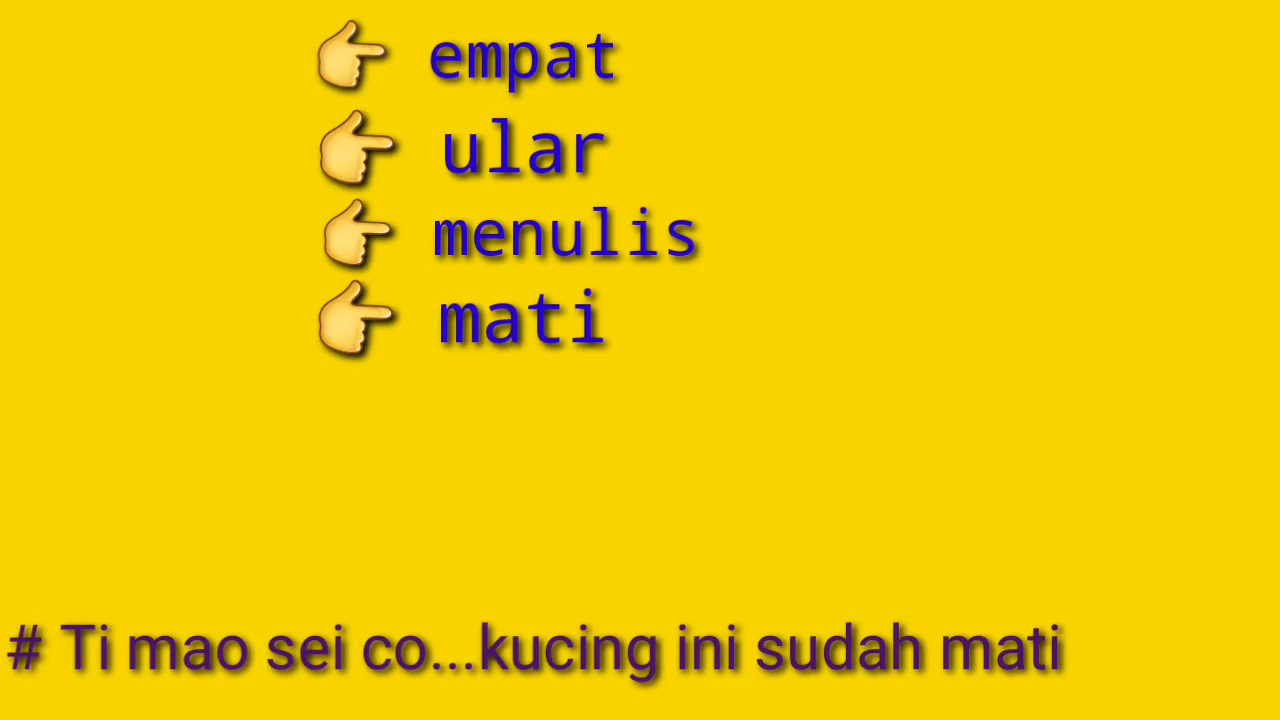 👉 empat
👉 ular
👉 menulis
👉 mati
# Ti mao sei co...kucing ini sudah mati